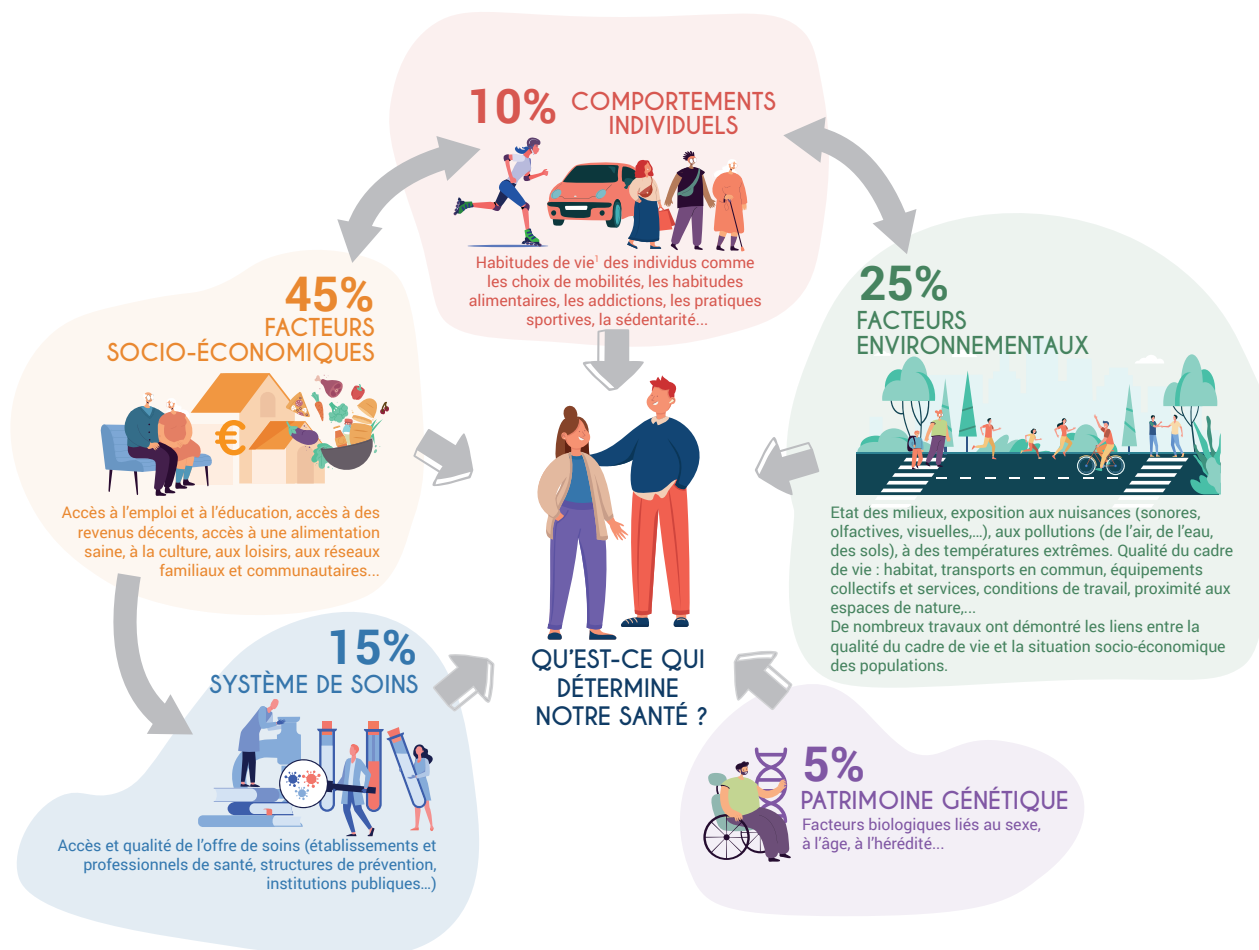 10% COMPORTEMENTS
INDIVIDUELS
Habitudes de vie¹ des individus comme
les choix de mobilités, les habitudes
alimentaires, les addictions, les pratiques
sportives, la sédentarité...
45%
FACTEURS
SOCIO-ÉCONOMIQUES
€
Accès à l'emploi et à l'éducation, accès à des
revenus décents, accès à une alimentation
saine, à la culture, aux loisirs, aux réseaux
familiaux et communautaires...
25%
FACTEURS
ENVIRONNEMENTAUX
Etat des milieux, exposition aux nuisances (sonores,
olfactives, visuelles,...), aux pollutions (de l'air, de l'eau,
des sols), à des températures extrêmes. Qualité du cadre
de vie : habitat, transports en commun, équipements
collectifs et services, conditions de travail, proximité aux
espaces de nature,...
De nombreux travaux ont démontré les liens entre la
qualité du cadre de vie et la situation socio-économique
des populations.
15%
SYSTÈME DE SOINS
Accès et qualité de l'offre de soins (établissements et
professionnels de santé, structures de prévention,
institutions publiques...)
QU'EST-CE QUI
DÉTERMINE
NOTRE SANTÉ ?
5%
PATRIMOINE GÉNÉTIQUE
Facteurs biologiques liés au sexe,
à l'âge, à l'hérédité...